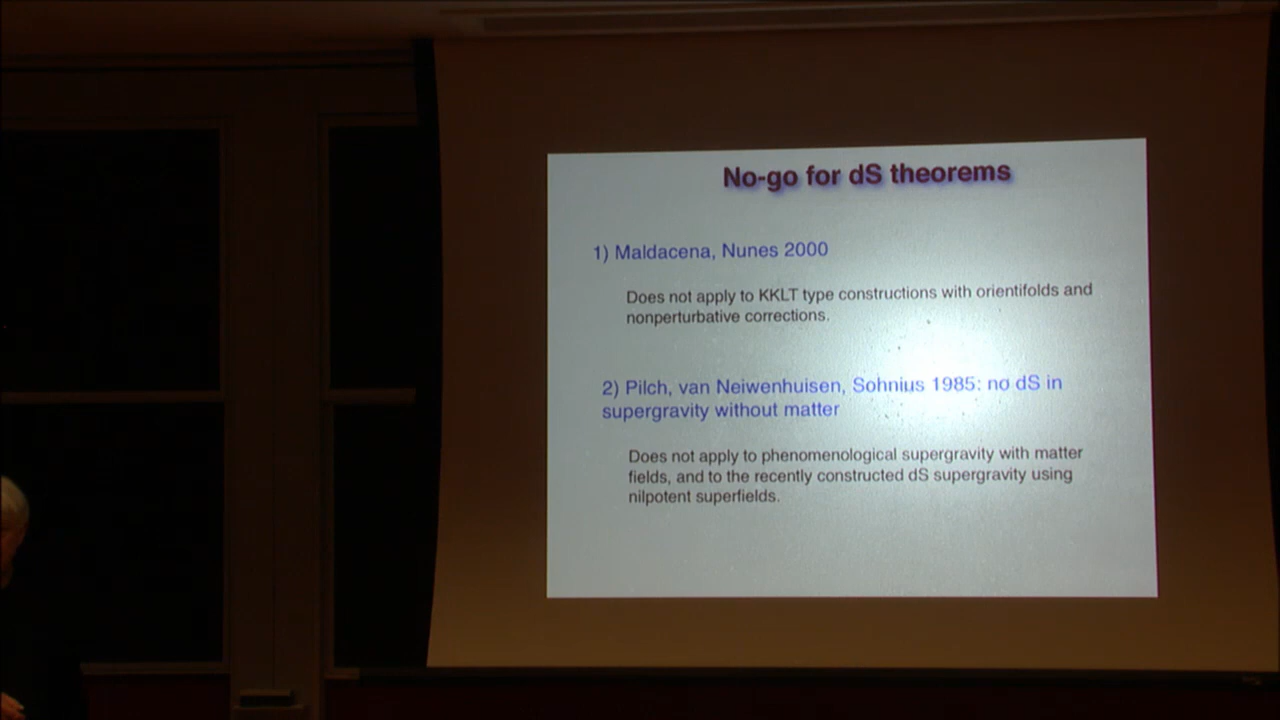 No-go for dS theorems
1) Maldacena, Nunes 2000
Does not apply to KKLT type constructions with orientifolds and
nonperturbative corrections.
2) Pilch, van Neiwenhuisen, Sohnius 1985: no dS in
supergravity without matter
Does not apply to phenomenological supergravity with matter
fields, and to the recently constructed dS supergravity using
nilpotent superfields.